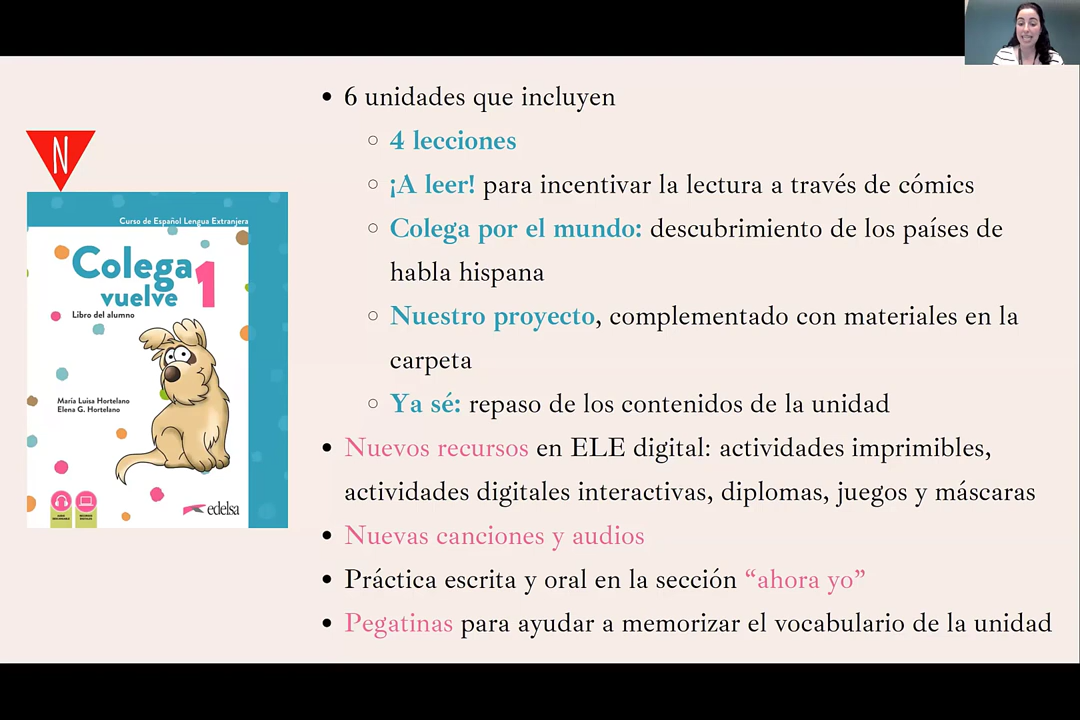 N
Curso de Español Lengua Extranjera
Colega
vuelve 1
Libro del alumno
María Luisa Hortelano
Elena G. Hortelano
edelsa
• 6 unidades que incluyen
◦ 4 lecciones
◦ ¡A leer! para incentivar la lectura a través de cómics
◦ Colega por el mundo: descubrimiento de los países de
habla hispana
◦ Nuestro proyecto, complementado con materiales en la
carpeta
◦ Ya sé: repaso de los contenidos de la unidad
• Nuevos recursos en ELE digital: actividades imprimibles,
actividades digitales interactivas, diplomas, juegos y máscaras
• Nuevas canciones y audios
• Práctica escrita y oral en la sección “ahora yo”
• Pegatinas para ayudar a memorizar el vocabulario de la unidad